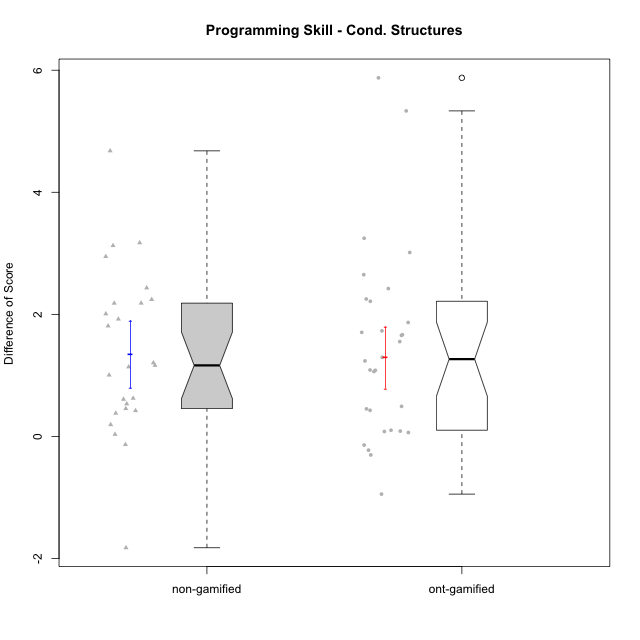 Programming Skill - Cond. Structures
Difference of Score
6
4
2
0
-2
non-gamified
ont-gamified